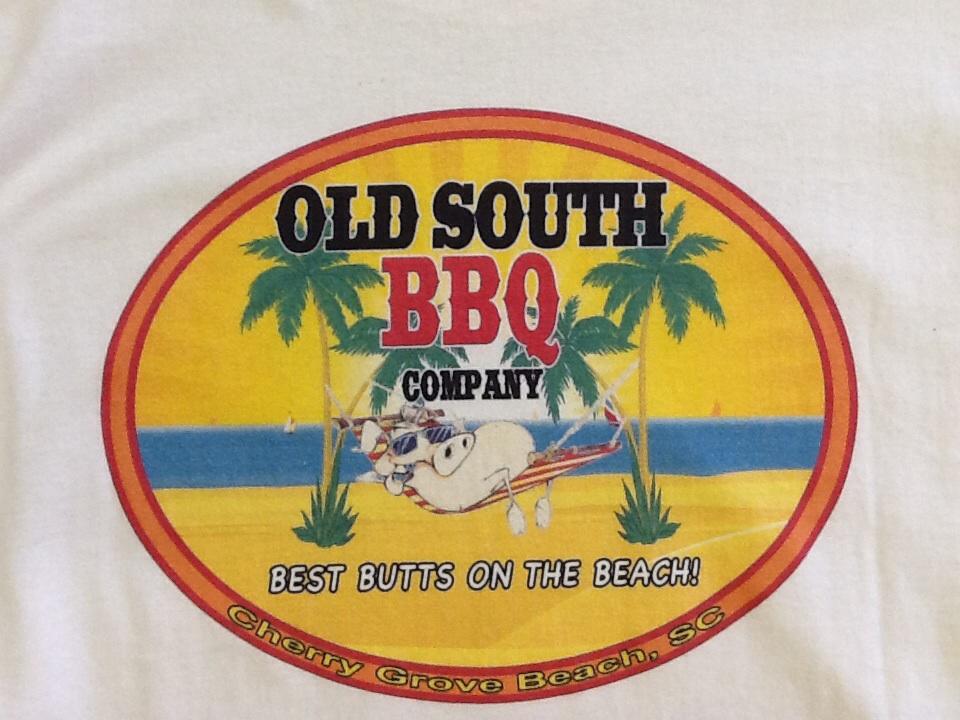 OLD SOUTH
BBQ
COMPANY
BEST BUTTS ON THE BEACH!
Cherry Grove Beach, SC